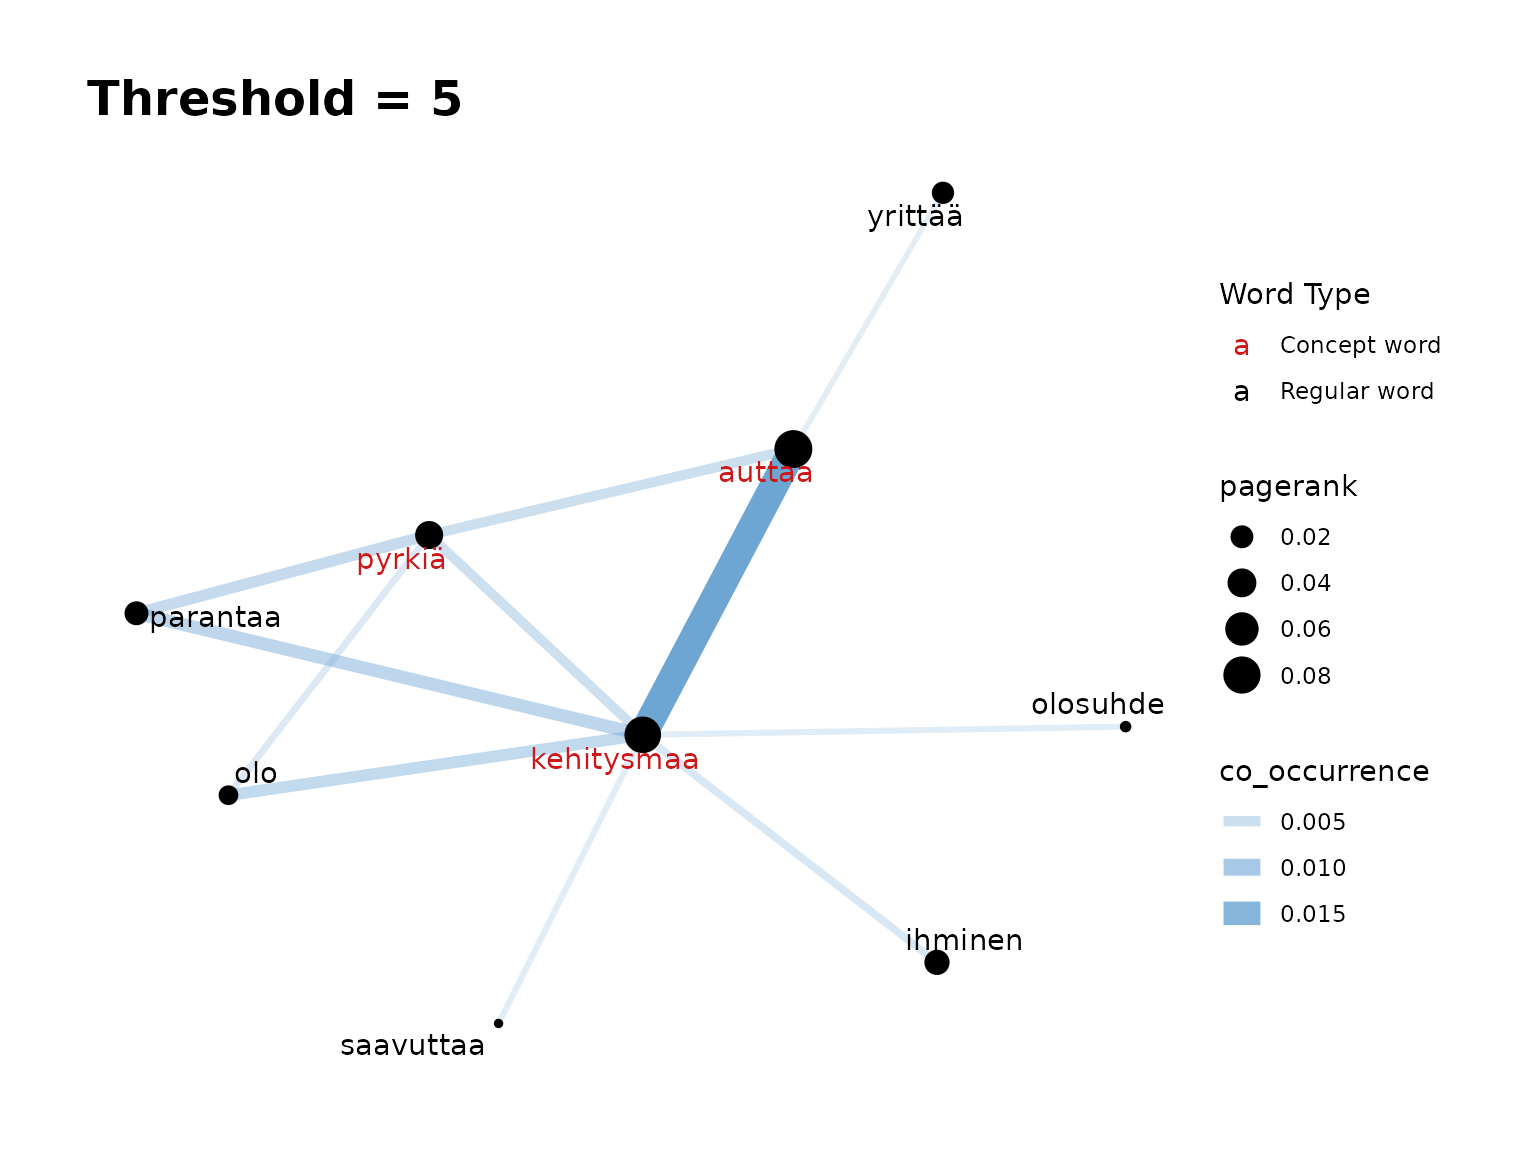 Threshold = 5
yrittää
auttaa
pyrkiä
parantaa
olosuhde
kehitysmaa
olo
ihminen
saavuttaa
Word Type
a Concept word
a Regular word
pagerank
0.02
0.04
0.06
0.08
co_occurrence
0.005
0.010
0.015